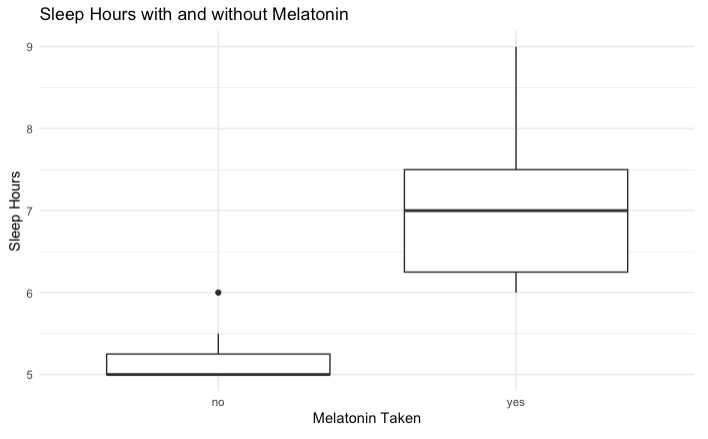 Sleep Hours with and without Melatonin
9
8
7
6
5
Sleep Hours
no
yes
Melatonin Taken